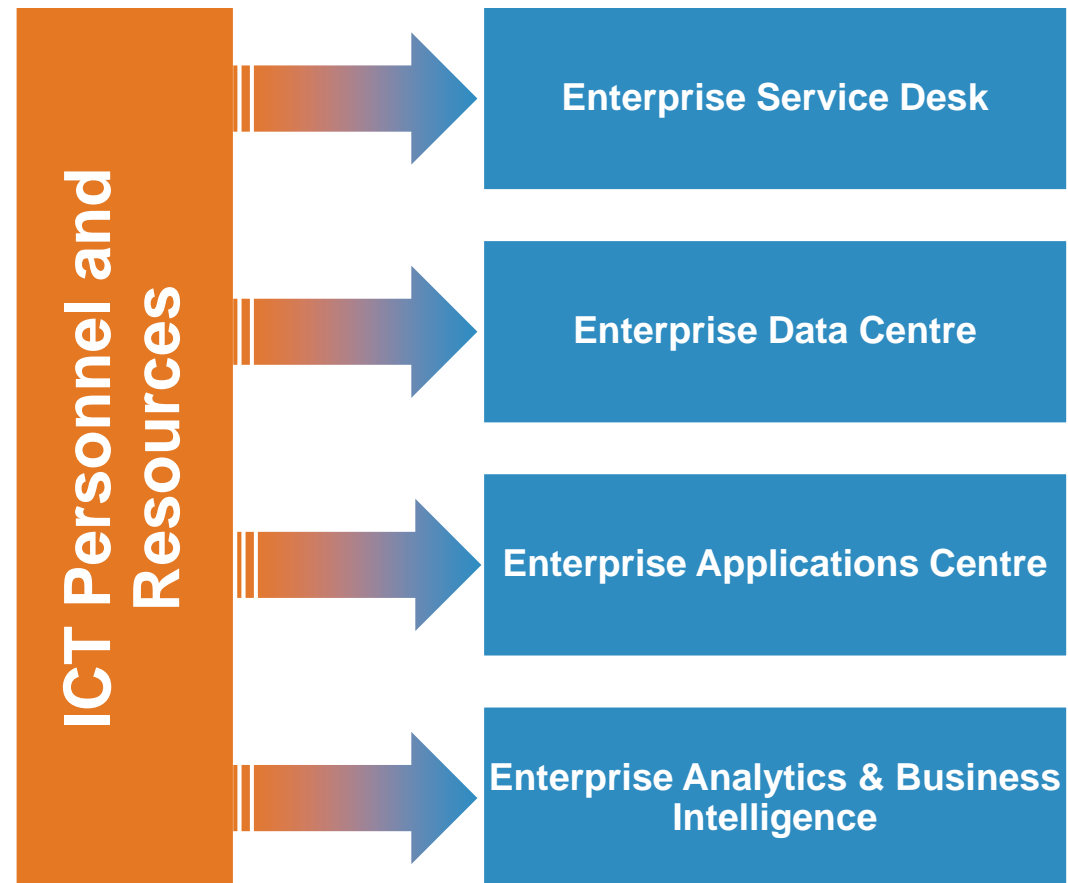 ICT Personnel and
Resources
Enterprise Service Desk
Enterprise Data Centre
Enterprise Applications Centre
Enterprise Analytics & Business
Intelligence